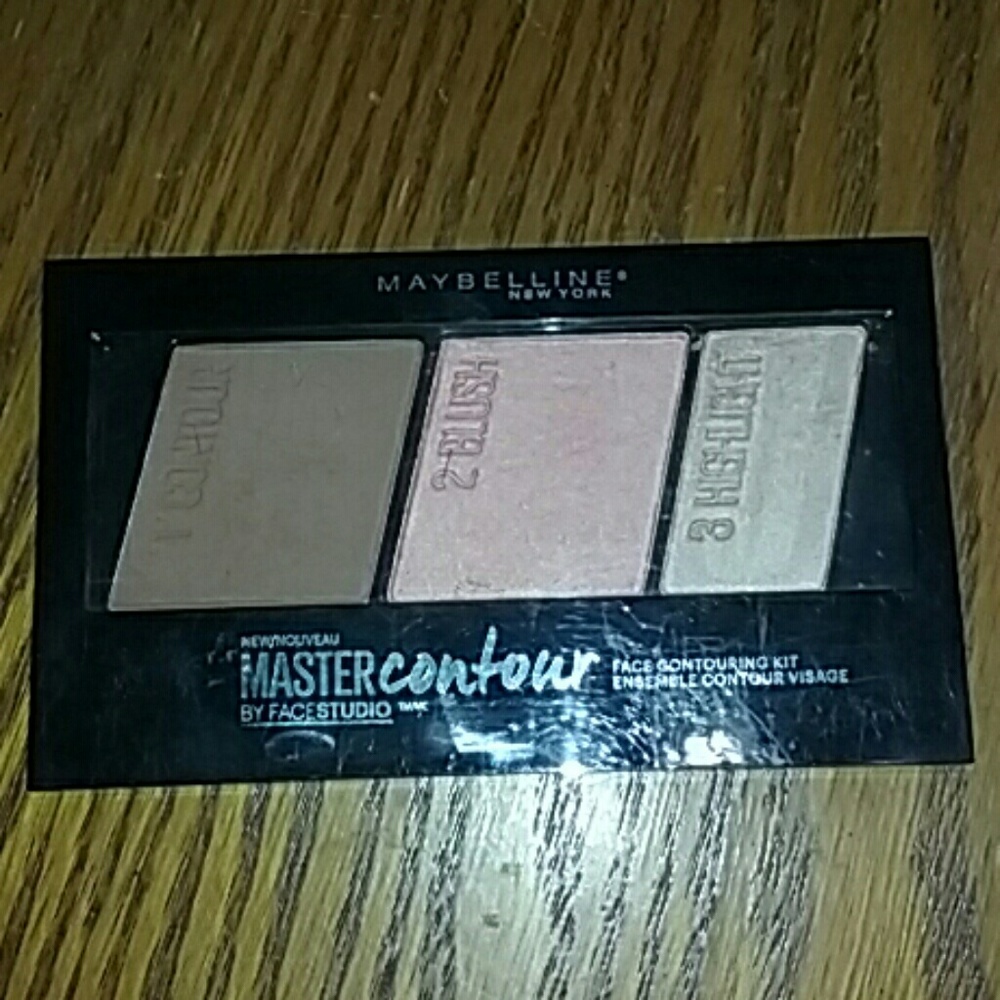 MAYBELLINE®
NEW YORK
1 CONTOUR
2 BLUSH
3 HIGHLIGHT
NEW/NOUVEAU
MASTER contour
BY FACESTUDIO
FACE CONTOURING KIT
ENSEMBLE CONTOUR VISAGE